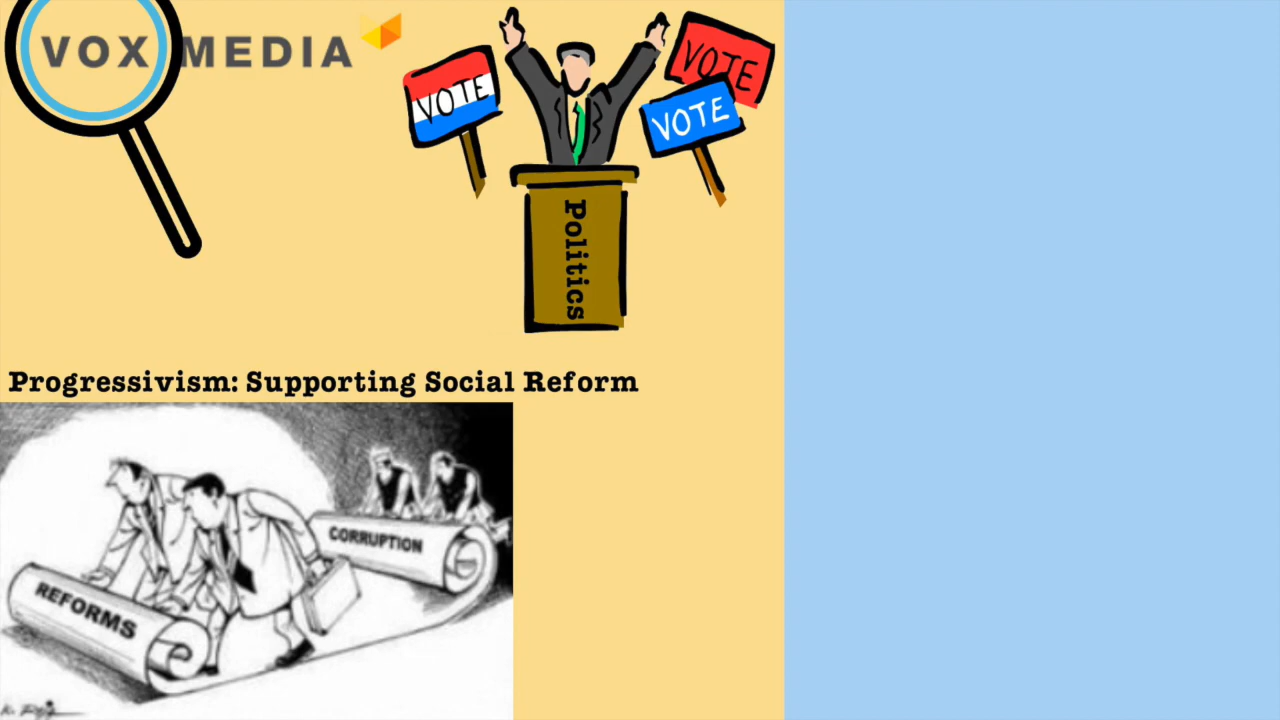 VOX MEDIA
VOTE
VOTE
VOTE
Politics
Progressivism: Supporting Social Reform
CORRUPTION
REFORMS